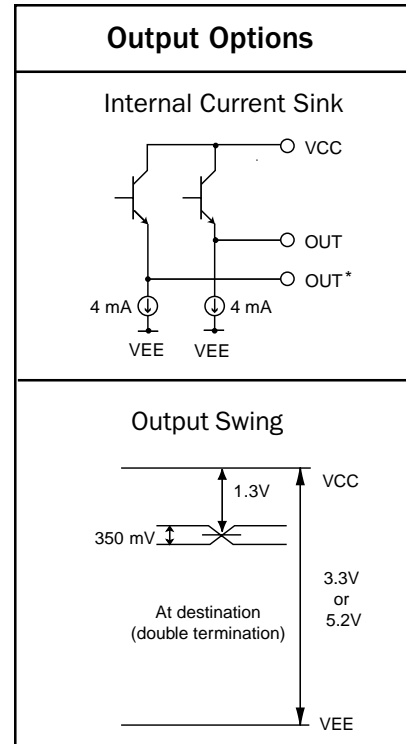 Output Options
Internal Current Sink
VCC
OUT
OUT*
4 mA
4 mA
VEE
VEE
Output Swing
VCC
1.3V
350 mV
3.3V
or
5.2V
At destination
(double termination)
VEE